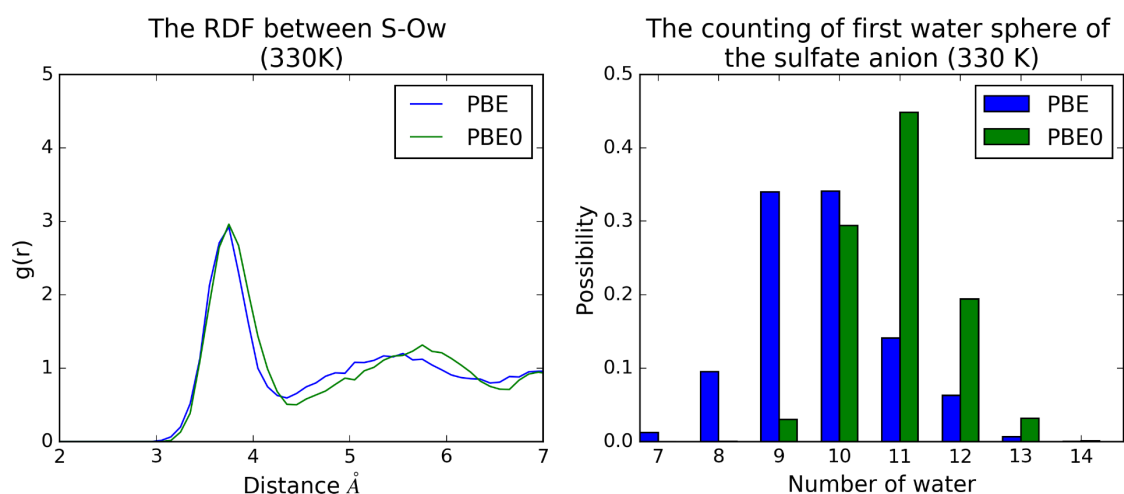 The RDF between S-Ow
(330K)
5
4
3
2
1
0
g(r)
2 3 4 5 6 7
Distance Å
PBE
PBE0
The counting of first water sphere of
the sulfate anion (330 K)
0.5
0.4
0.3
0.2
0.1
0.0
Possibility
7 8 9 10 11 12 13 14
Number of water
PBE
PBE0